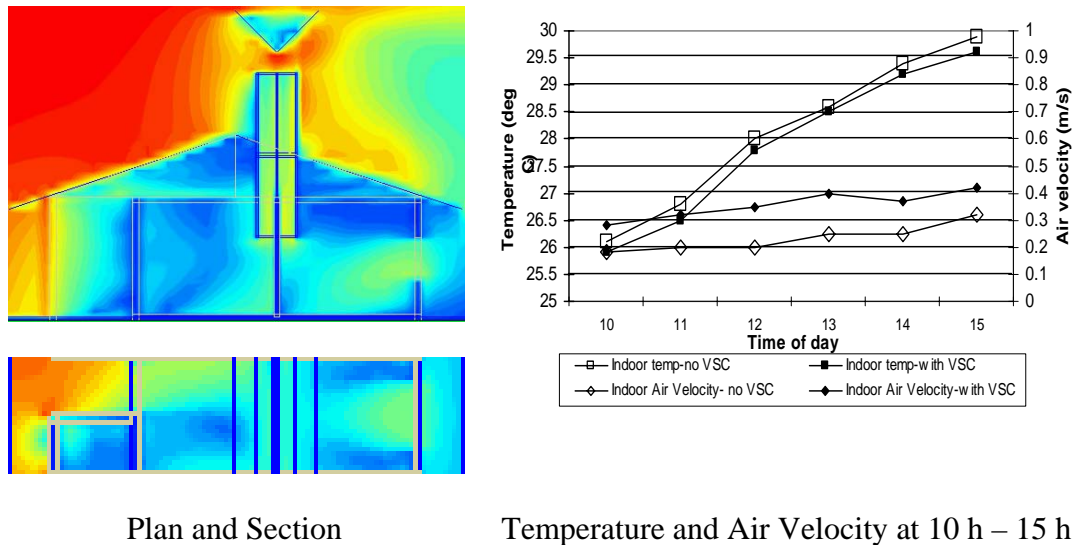 30
29.5
29
28.5
28
27.5
27
26.5
26
25.5
25
Temperature (deg
C)
1
0.9
0.8
0.7
0.6
0.5
0.4
0.3
0.2
0.1
0
Air velocity (m/s)
10 11 12 13 14 15
Time of day
Indoor temp-no VSC Indoor temp-with VSC
Indoor Air Velocity- no VSC Indoor Air Velocity-with VSC
Plan and Section Temperature and Air Velocity at 10 h – 15 h